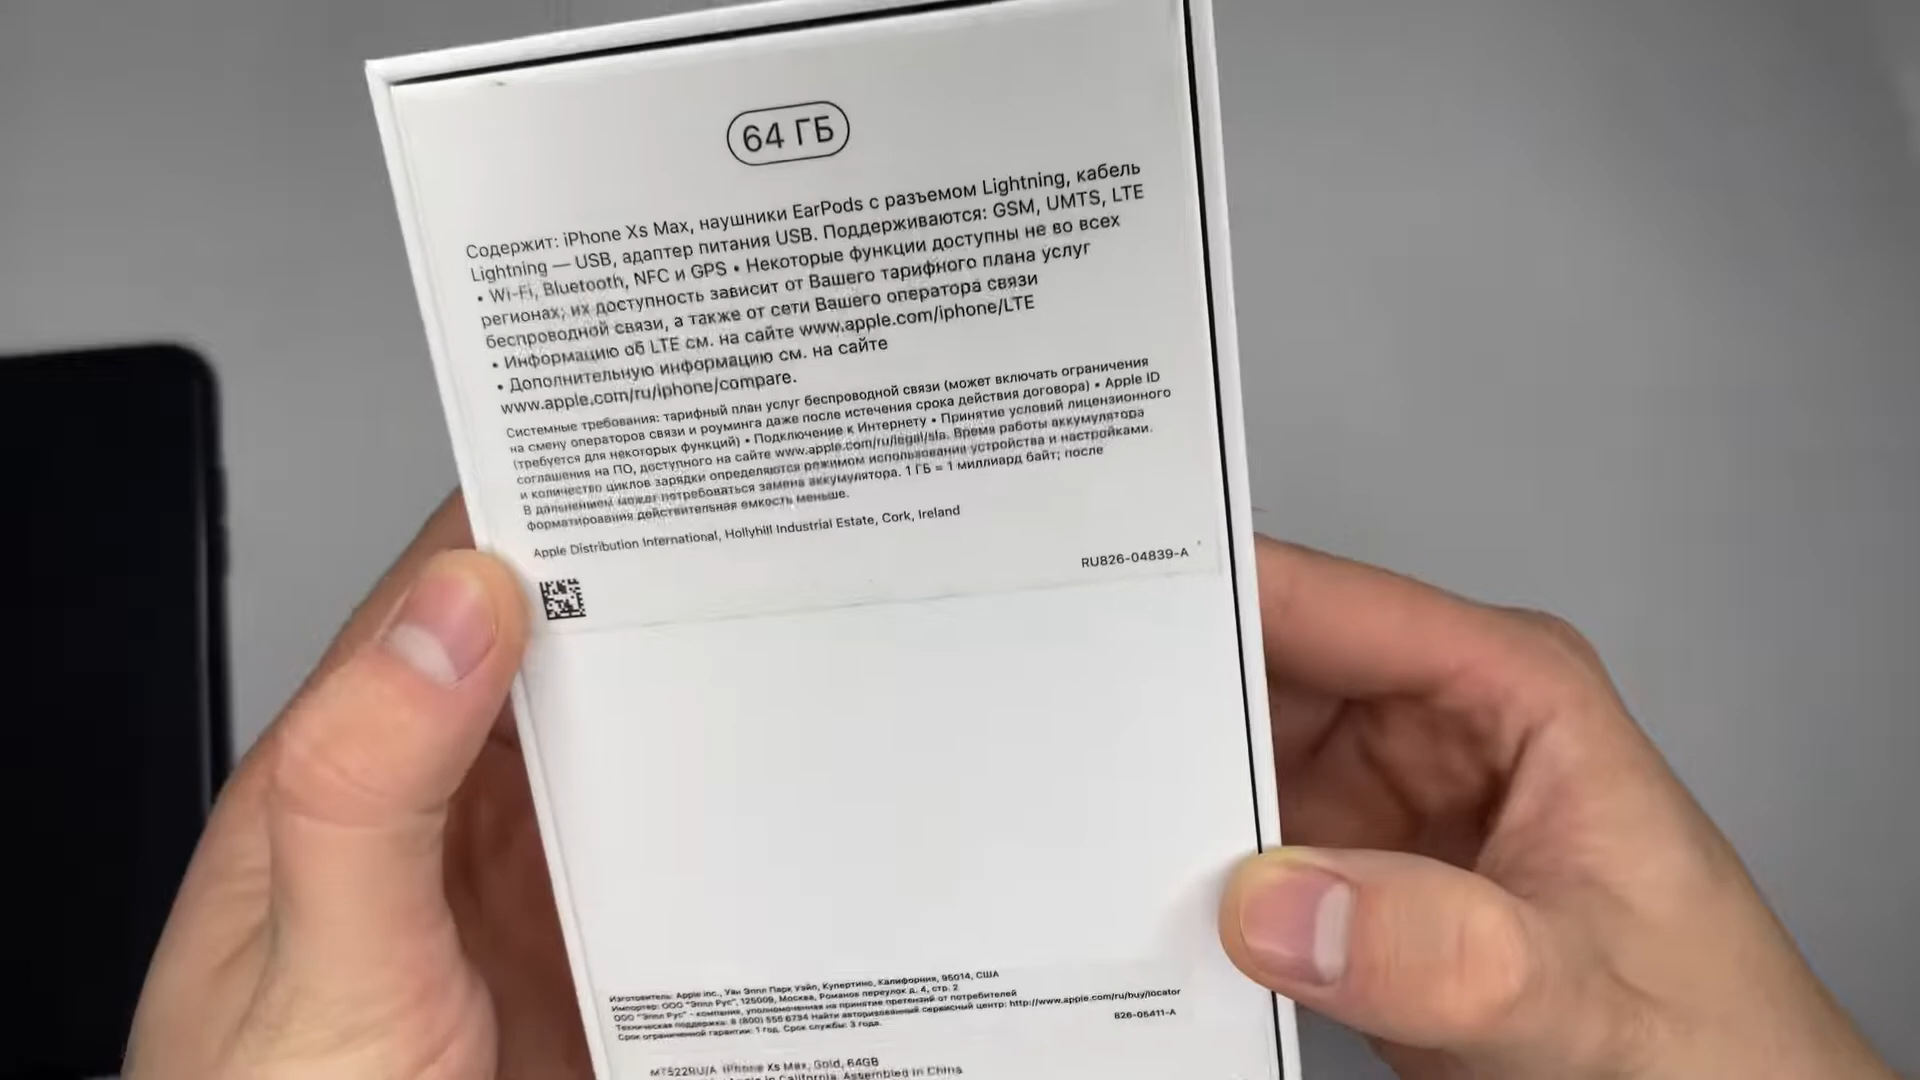 64 ГБ
Содержит: iPhone Xs Max, наушники EarPods с разъемом Lightning, кабель
Lightning — USB, адаптер питания USB. Поддерживаются: GSM, UMTS, LTE
• Wi-Fi, Bluetooth, NFC и GPS • Некоторые функции доступны не во всех
регионах; их доступность зависит от Вашего тарифного плана услуг
беспроводной связи, а также от сети Вашего оператора связи
• Информацию об LTE см. на сайте www.apple.com/iphone/LTE
• Дополнительную информацию см. на сайте
www.apple.com/ru/iphone/compare.
Системные требования: тарифный план услуг беспроводной связи (может включать ограничения
на смену операторов связи и роуминга даже после истечения срока действия договора) • Apple ID
(требуется для некоторых функций) • Подключение к Интернету • Принятие условий лицензионного
соглашения на ПО, доступного на сайте www.apple.com/ru/legal/sla. Время работы аккумулятора
и количество циклов зарядки определяются режимом использования устройства и настройками.
В дальнейшем может потребоваться замена аккумулятора. 1 ГБ = 1 миллиард байт; после
форматирования действительная емкость меньше.
Apple Distribution International, Hollyhill Industrial Estate, Cork, Ireland
RU826-04839-A
Изготовитель: Apple Inc., Уан Эппл Парк Уэйл, Купертино, Калифорния, 95014, США
Импортер: ООО "Эппл Рус", 125009, Москва, Романов переулок д. 4, стр. 2
ООО "Эппл Рус" - компания, уполномоченная на принятие претензий от потребителей
Техническая поддержка: 8 (800) 555 6734 Найти авторизованный сервисный центр: http://www.apple.com/ru/buy/locator
Срок ограниченной гарантии: 1 год. Срок службы: 3 года.
826-05411-A
MT522RU/A iPhone Xs Max, Gold, 64GB
Apple in California Assembled in China